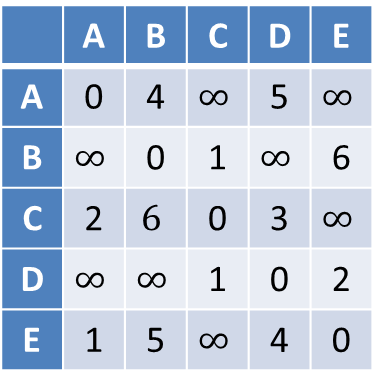 A B C D E
A 0 4 ∞ 5 ∞
B ∞ 0 1 ∞ 6
C 2 6 0 3 ∞
D ∞ ∞ 1 0 2
E 1 5 ∞ 4 0